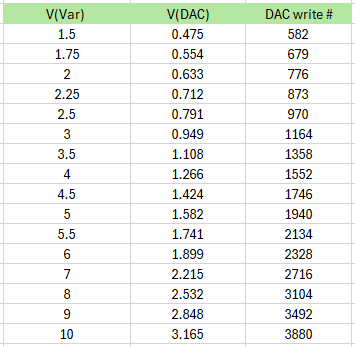 V(Var) V(DAC) DAC write #
1.5 0.475 582
1.75 0.554 679
2 0.633 776
2.25 0.712 873
2.5 0.791 970
3 0.949 1164
3.5 1.108 1358
4 1.266 1552
4.5 1.424 1746
5 1.582 1940
5.5 1.741 2134
6 1.899 2328
7 2.215 2716
8 2.532 3104
9 2.848 3492
10 3.165 3880